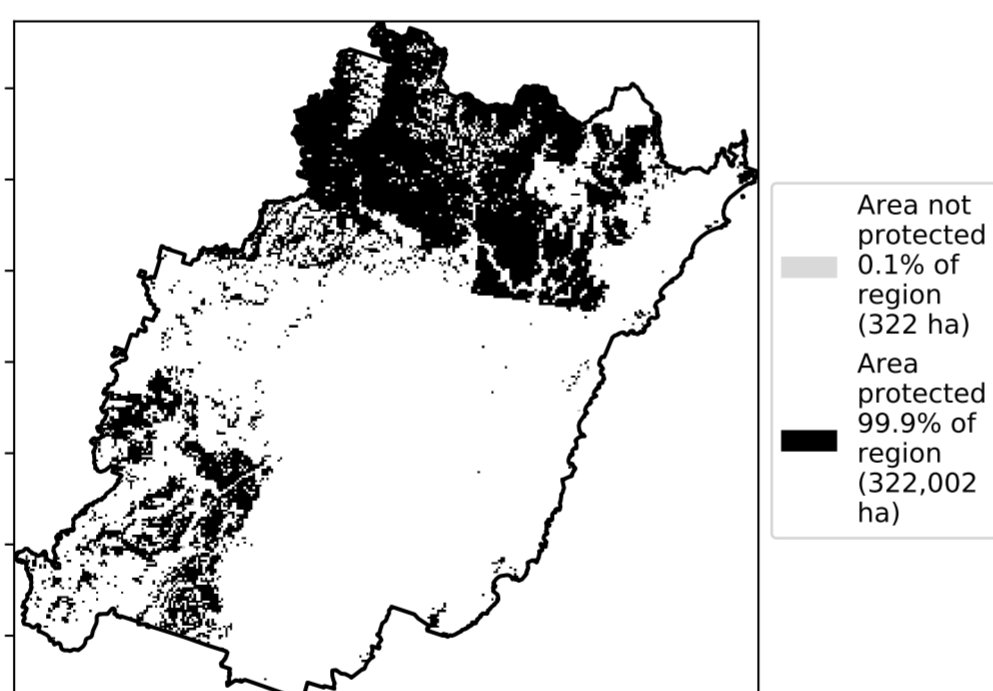 Area not
protected
0.1% of
region
(322 ha)
Area
protected
99.9% of
region
(322,002
ha)